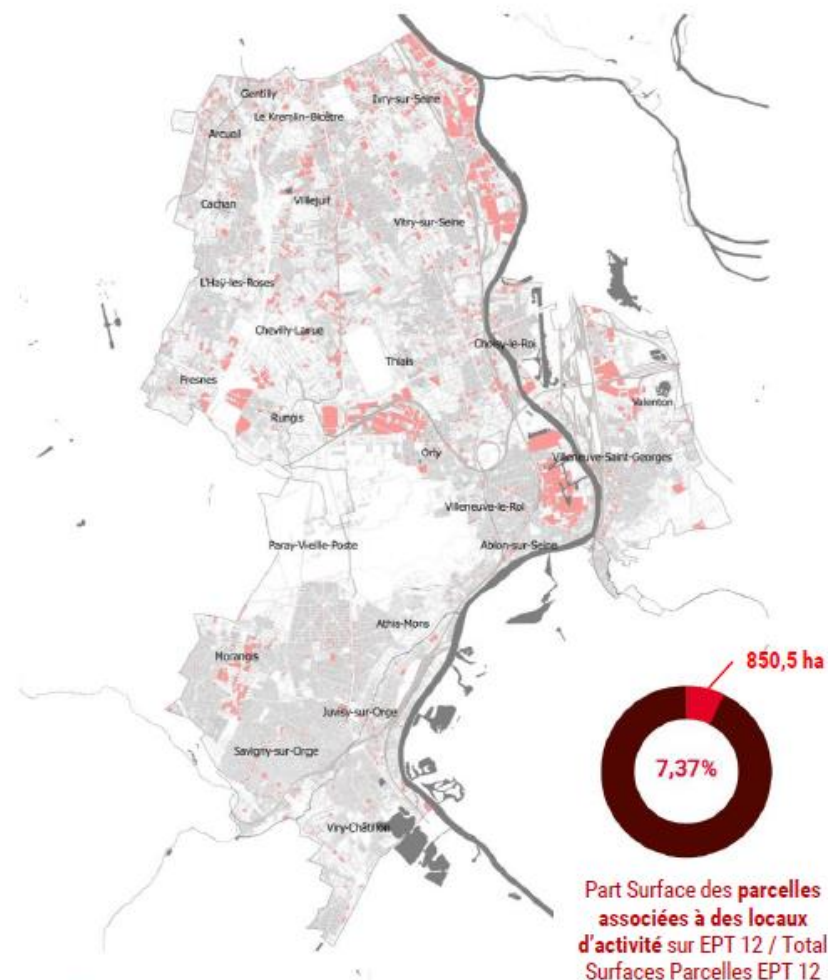 Gentilly
Ivry-sur-Seine
Le Kremlin-Bicêtre
Arcueil
Cachan
Villejuif
Vitry-sur-Seine
L'Haÿ-les-Roses
Chevilly-Larue
Choisy-le-Roi
Thiais
Fresnes
Valenton
Rungis
Orly
Villeneuve-Saint-Georges
Villeneuve-le-Roi
Paray-Vieille-Poste
Ablon-sur-Seine
Athis-Mons
Morangis
Juvisy-sur-Orge
Savigny-sur-Orge
Viry-Châtillon
850,5 ha
7,37%
Part Surface des parcelles
associées à des locaux
d'activité sur EPT 12 / Total
Surfaces Parcelles EPT 12